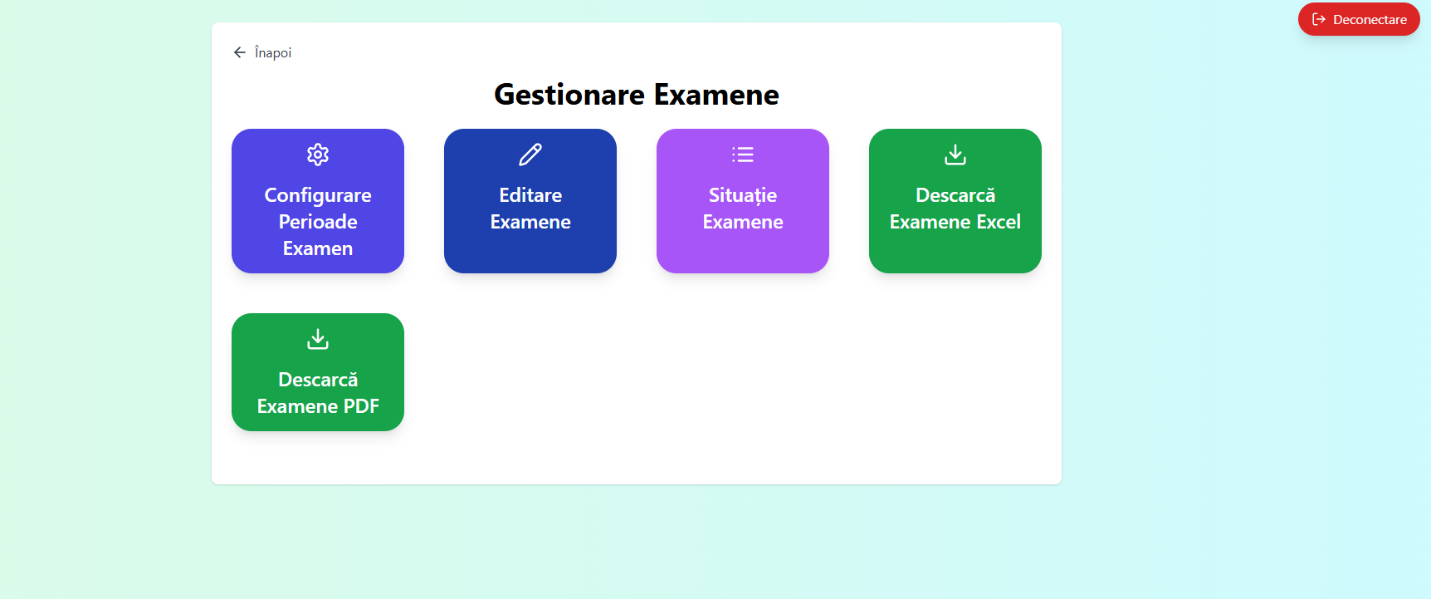 Deconectare
Înapoi
Gestionare Examene
Configurare
Perioade
Examen
Editare
Examene
Situație
Examene
Descarcă
Examene Excel
Descarcă
Examene PDF